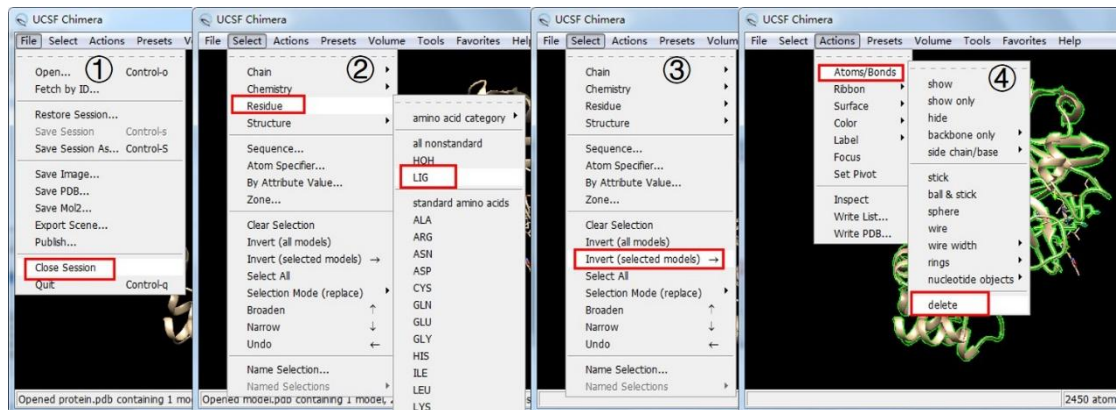 UCSF Chimera
File Select Actions Presets V
①
Open... Control-o
Fetch by ID...
Restore Session...
Save Session Control-s
Save Session As... Control-S
Save Image...
Save PDB...
Save Mol2...
Export Scene...
Publish...
Close Session
Quit Control-q
Opened protein.pdb containing 1 mo
UCSF Chimera
File Select Actions Presets Volume Tools Favorites Help
②
Chain
Chemistry
Residue
Structure
Sequence...
Atom Specifier...
By Attribute Value...
Zone...
Clear Selection
Invert (all models)
Invert (selected models) →
Select All
Selection Mode (replace)
Broaden ↑
Narrow ↓
Undo ←
Name Selection...
Named Selections
amino acid category
all nonstandard
HOH
LIG
standard amino acids
ALA
ARG
ASN
ASP
CYS
GLN
GLU
GLY
HIS
ILE
LEU
LYS
Opened model.pdb containing 1 model,
UCSF Chimera
File Select Actions Presets Volum
③
Chain
Chemistry
Residue
Structure
Sequence...
Atom Specifier...
By Attribute Value...
Zone...
Clear Selection
Invert (all models)
Invert (selected models) →
Select All
Selection Mode (replace)
Broaden ↑
Narrow ↓
Undo ←
Name Selection...
Named Selections
UCSF Chimera
File Select Actions Presets Volume Tools Favorites Help
④
Atoms/Bonds
Ribbon
Surface
Color
Label
Focus
Set Pivot
Inspect
Write List...
Write PDB...
show
show only
hide
backbone only
side chain/base
stick
ball & stick
sphere
wire
wire width
rings
nucleotide objects
delete
2450 atom